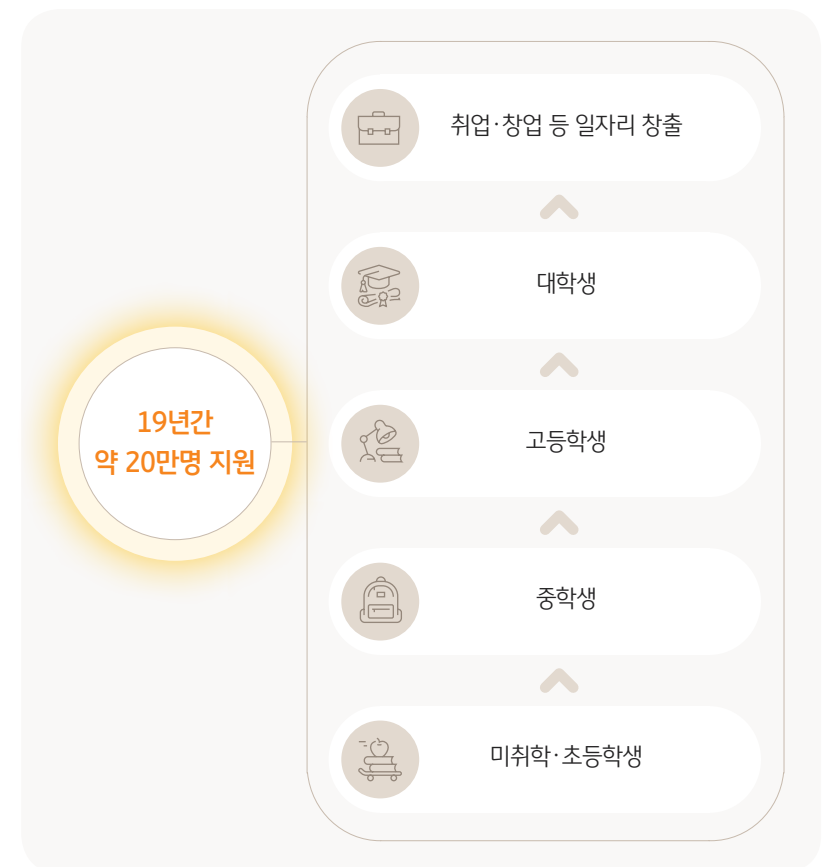 취업·창업 등 일자리 창출
대학생
19년간
약 20만명 지원
고등학생
중학생
미취학·초등학생